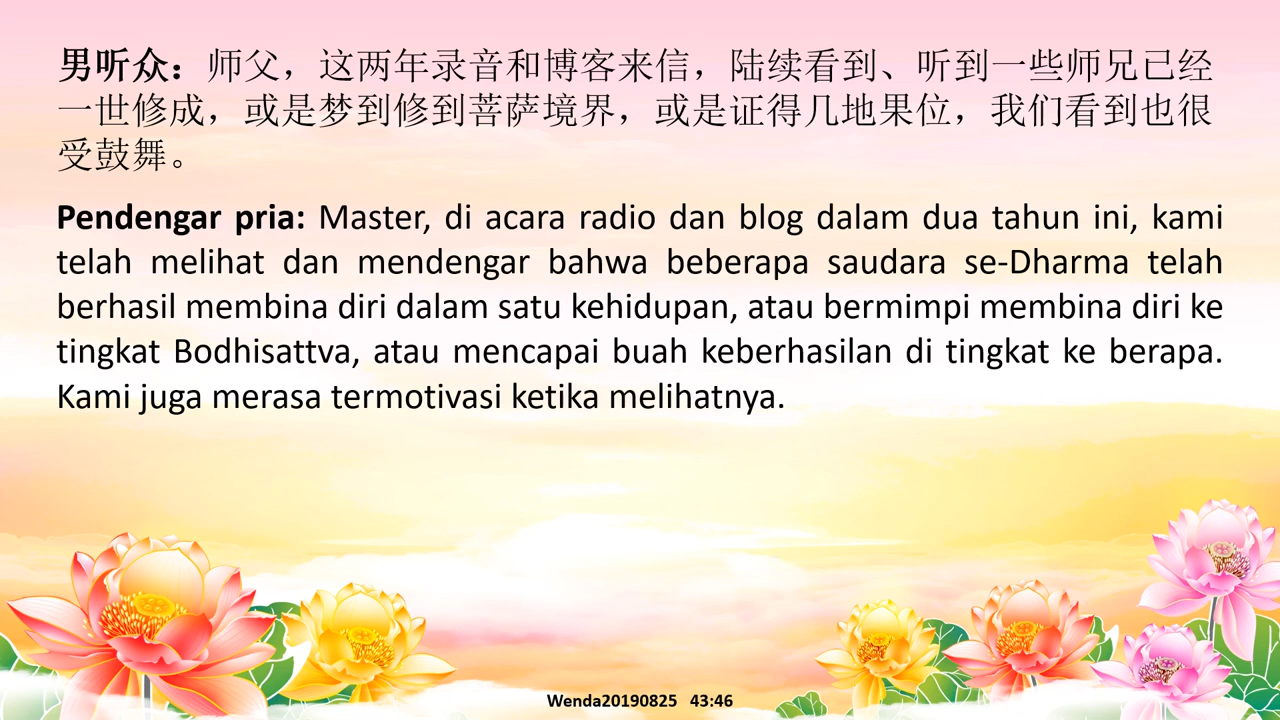 男听众：师父，这两年录音和博客来信，陆续看到、听到一些师兄已经
一世修成，或是梦到修到菩萨境界，或是证得几地果位，我们看到也很
受鼓舞。
Pendengar pria: Master, di acara radio dan blog dalam dua tahun ini, kami
telah melihat dan mendengar bahwa beberapa saudara se-Dharma telah
berhasil membina diri dalam satu kehidupan, atau bermimpi membina diri ke
tingkat Bodhisattva, atau mencapai buah keberhasilan di tingkat ke berapa.
Kami juga merasa termotivasi ketika melihatnya.
Wenda20190825 43:46